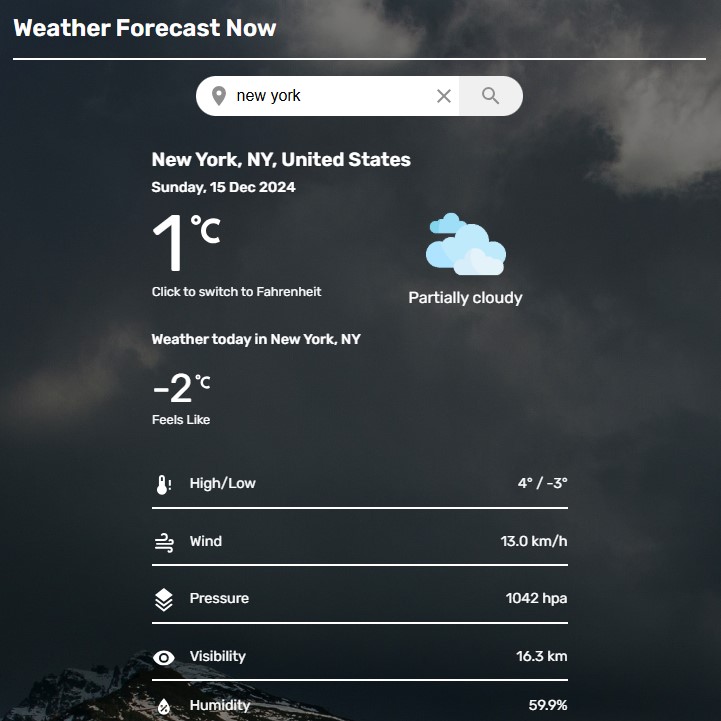 Weather Forecast Now
new york
New York, NY, United States
Sunday, 15 Dec 2024
1°C
Click to switch to Fahrenheit
Partially cloudy
Weather today in New York, NY
-2°C
Feels Like
High/Low 4° / -3°
Wind 13.0 km/h
Pressure 1042 hpa
Visibility 16.3 km
Humidity 59.9%